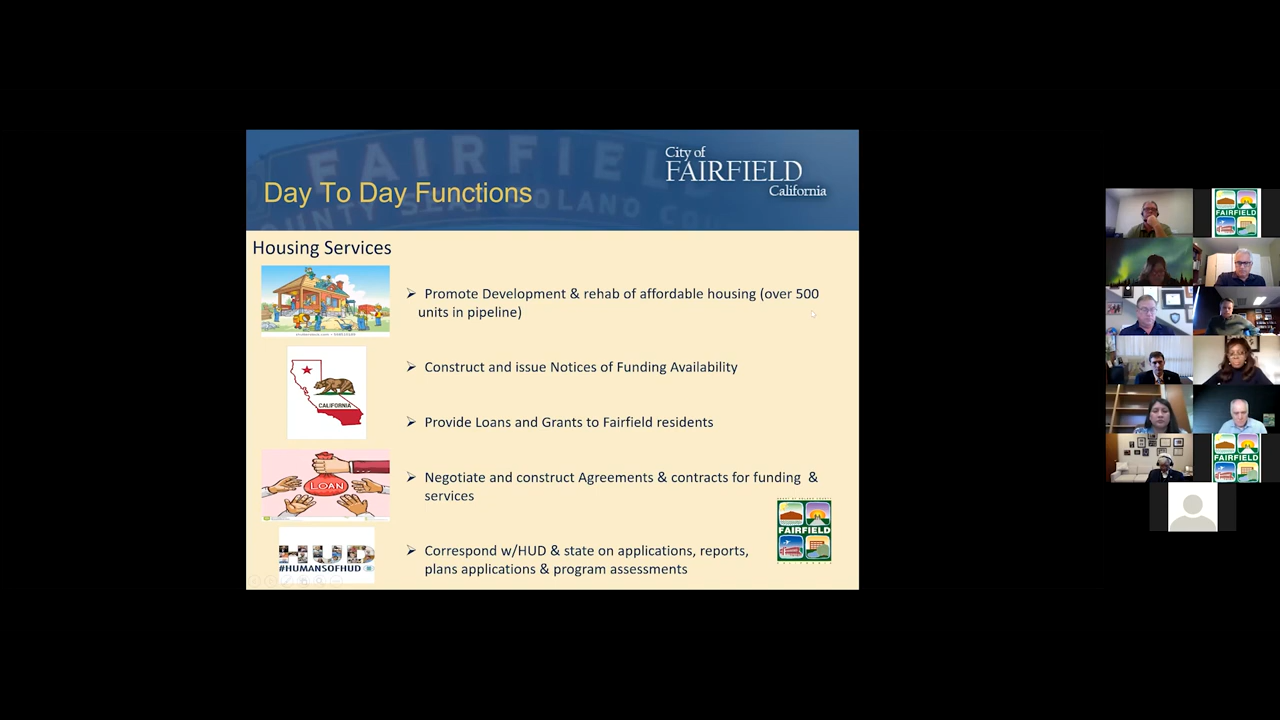 City of
FAIRFIELD
California
Day To Day Functions
Housing Services
➢ Promote Development & rehab of affordable housing (over 500
units in pipeline)
➢ Construct and issue Notices of Funding Availability
CALIFORNIA
➢ Provide Loans and Grants to Fairfield residents
LOAN
➢ Negotiate and construct Agreements & contracts for funding &
services
FAIRFIELD
HUD
#HUMANSOFHUD
➢ Correspond w/HUD & state on applications, reports,
plans applications & program assessments
FAIRFIELD
FAIRFIELD